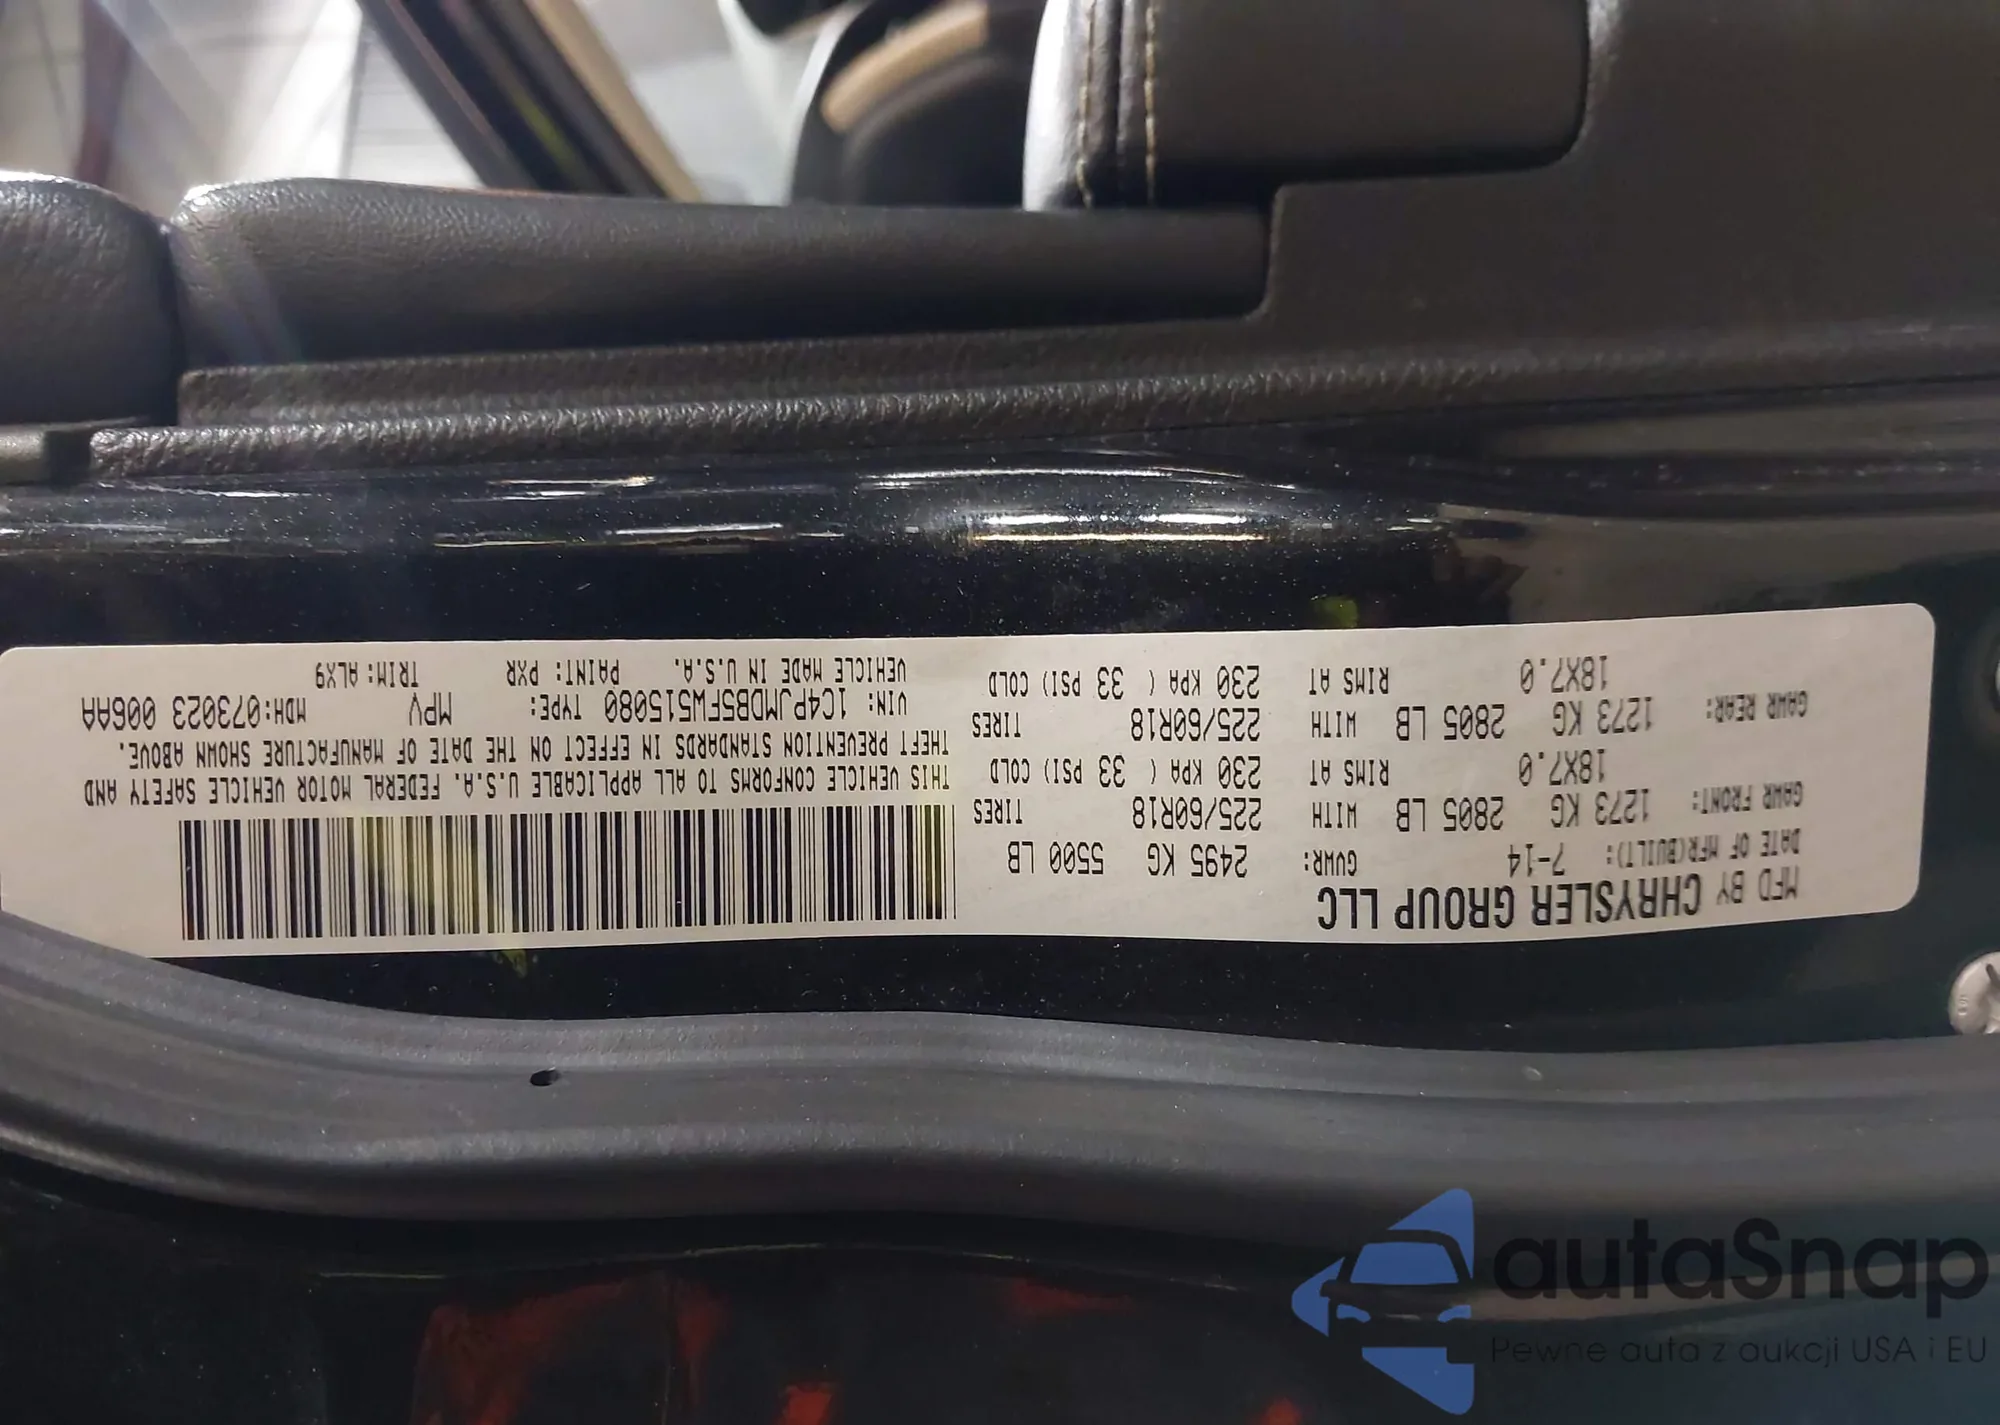 MFD BY CHRYSLER GROUP LLC
DATE OF MFR(BUILT): 7-14 GVWR: 2495 KG 5500 LB
GAWR FRONT: 1273 KG 2805 LB WITH 225/60R18 TIRES
18X7.0 RIMS AT 230 KPA ( 33 PSI) COLD
GAWR REAR: 1273 KG 2805 LB WITH 225/60R18 TIRES
18X7.0 RIMS AT 230 KPA ( 33 PSI) COLD
THIS VEHICLE CONFORMS TO ALL APPLICABLE U.S.A. FEDERAL MOTOR VEHICLE SAFETY AND
THEFT PREVENTION STANDARDS IN EFFECT ON THE DATE OF MANUFACTURE SHOWN ABOVE.
VIN: 1C4PJMDB5FW515080 TYPE: MPV MDH:073023 006AA
VEHICLE MADE IN U.S.A. PAINT: PXR TRIM: ALX9
autaSnap
Pewne auta z aukcji USA i EU